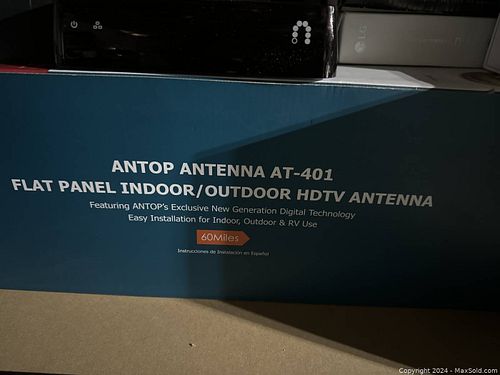 LG
ANTOP ANTENNA AT-401
FLAT PANEL INDOOR/OUTDOOR HDTV ANTENNA
Featuring ANTOP's Exclusive New Generation Digital Technology
Easy Installation for Indoor, Outdoor & RV Use
60Miles
Instrucciones de Instalación en Español
Copyright 2024 - MaxSold.com